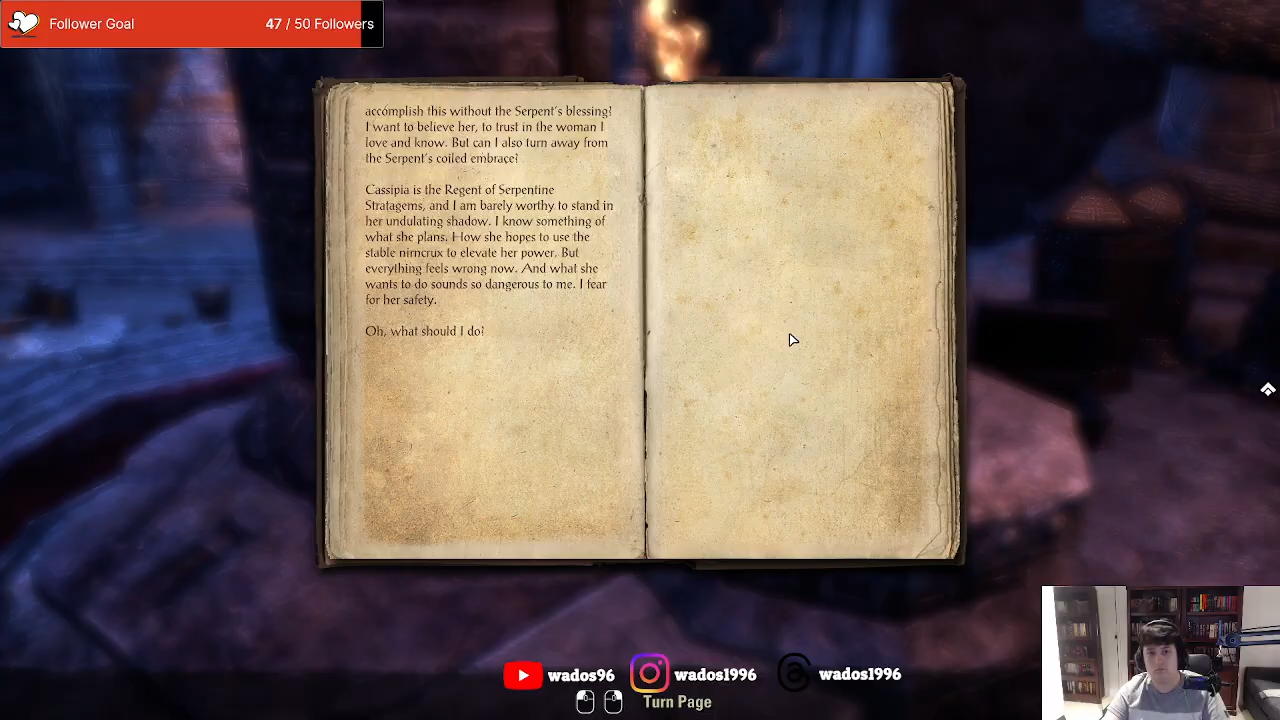 Follower Goal
47 / 50 Followers
accomplish this without the Serpent's blessing?
I want to believe her, to trust in the woman I
love and know. But can I also turn away from
the Serpent's coiled embrace?
Cassipia is the Regent of Serpentine
Stratagems, and I am barely worthy to stand in
her undulating shadow. I know something of
what she plans. How she hopes to use the
stable nirncrux to elevate her power. But
everything feels wrong now. And what she
wants to do sounds so dangerous to me. I fear
for her safety.
Oh, what should I do?
wados96
wados1996
wados1996
Turn Page